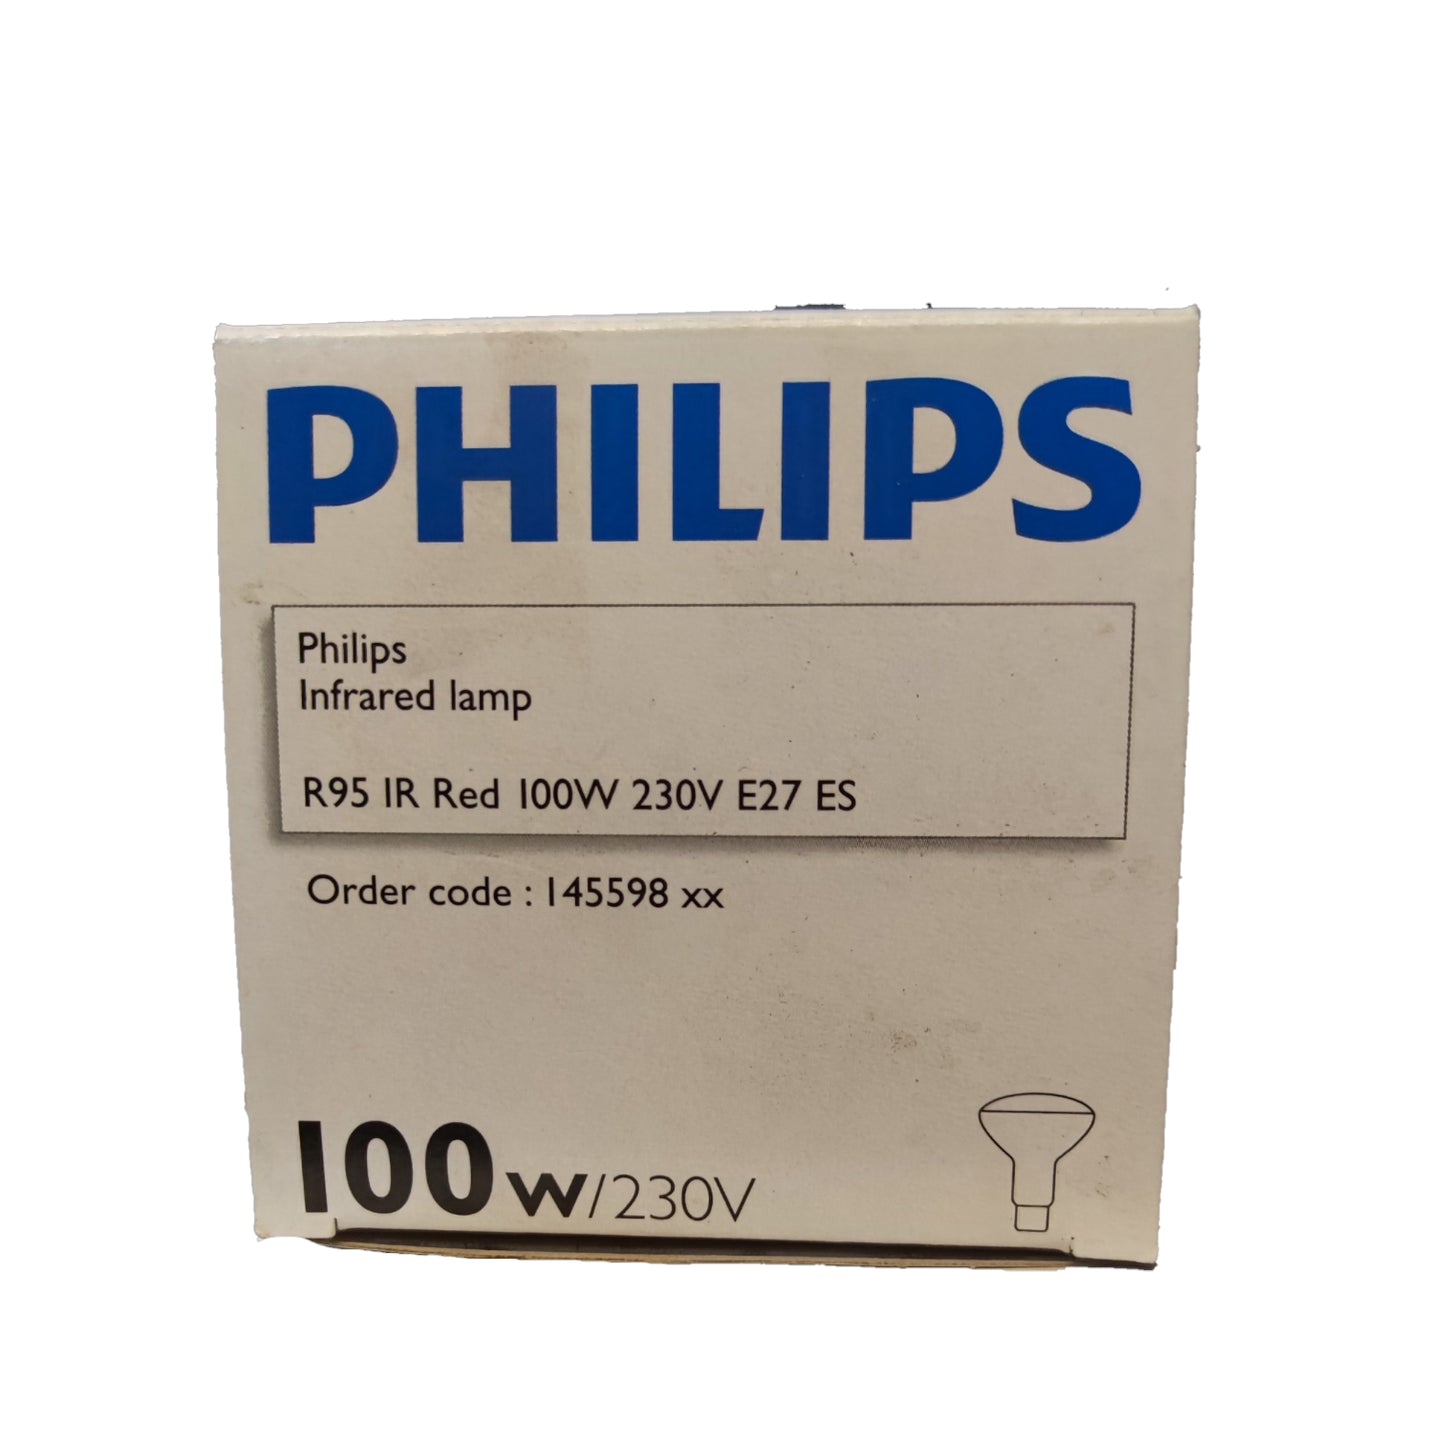 PHILIPS
Philips
Infrared lamp
R95 IR Red 100W 230V E27 ES
Order code : 145598 xx
100w/230V